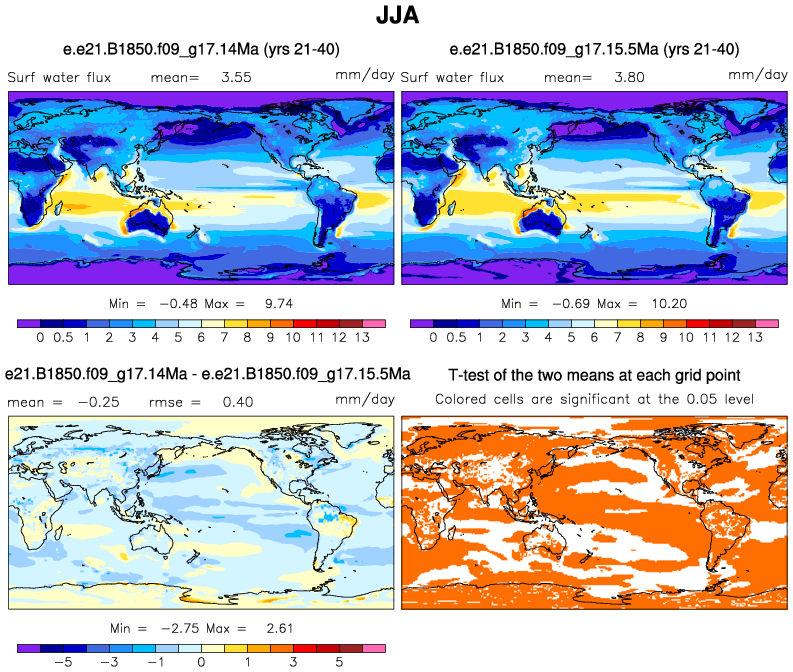 JJA
e.e21.B1850.f09_g17.14Ma (yrs 21-40)
Surf water flux mean= 3.55 mm/day
Min = −0.48 Max = 9.74
0 0.5 1 2 3 4 5 6 7 8 9 10 11 12 13
e.e21.B1850.f09_g17.15.5Ma (yrs 21-40)
Surf water flux mean= 3.80 mm/day
Min = −0.69 Max = 10.20
0 0.5 1 2 3 4 5 6 7 8 9 10 11 12 13
e21.B1850.f09_g17.14Ma - e.e21.B1850.f09_g17.15.5Ma
mean = −0.25 rmse = 0.40 mm/day
Min = −2.75 Max = 2.61
−5 −3 −1 0 1 3 5
T-test of the two means at each grid point
Colored cells are significant at the 0.05 level